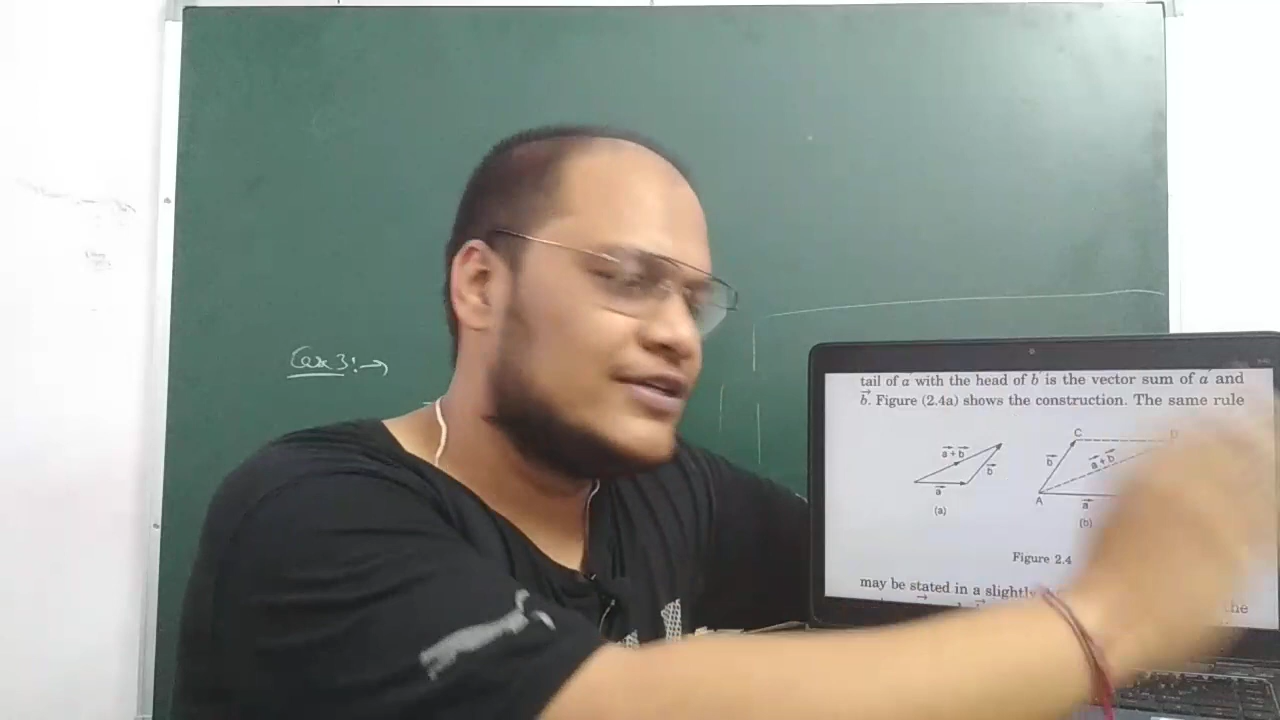 Case 3:→
tail of a⃗ with the head of b⃗ is the vector sum of a⃗ and
b⃗. Figure (2.4a) shows the construction. The same rule
a⃗+b⃗
b⃗
a⃗
(a)
C
D
b⃗
a⃗+b⃗
A
a⃗
(b)
Figure 2.4
may be stated in a slightly
the